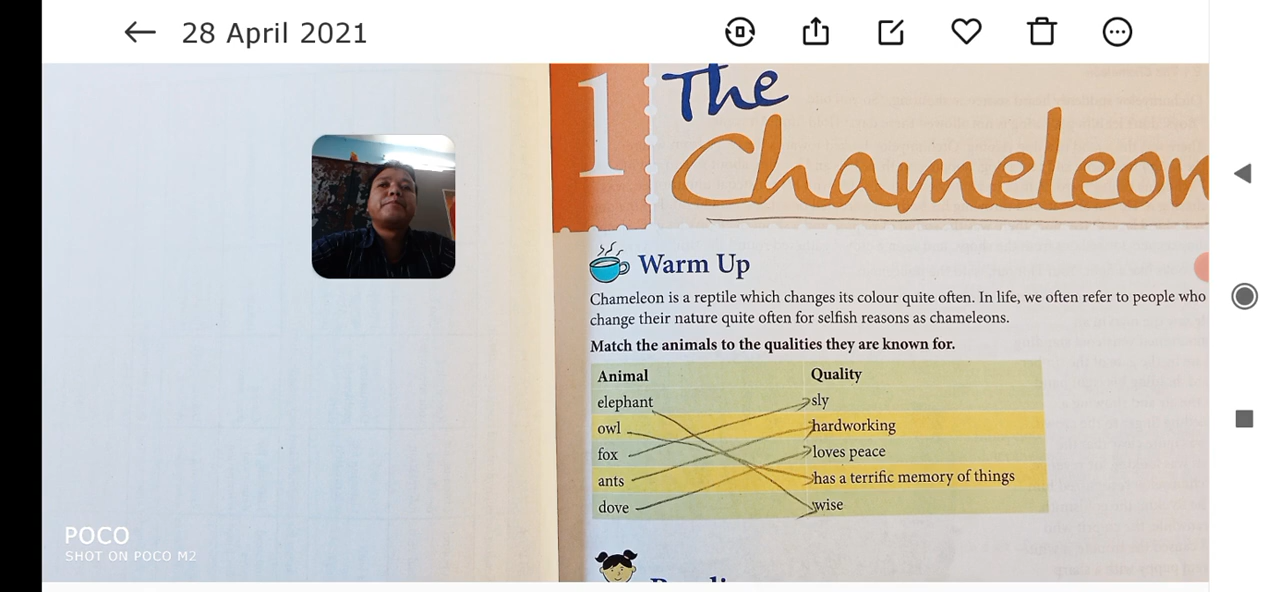 28 April 2021
1
The
Chameleon
Warm Up
Chameleon is a reptile which changes its colour quite often. In life, we often refer to people who
change their nature quite often for selfish reasons as chameleons.
Match the animals to the qualities they are known for.
Animal Quality
elephant sly
owl hardworking
fox loves peace
ants has a terrific memory of things
dove wise
POCO
SHOT ON POCO M2